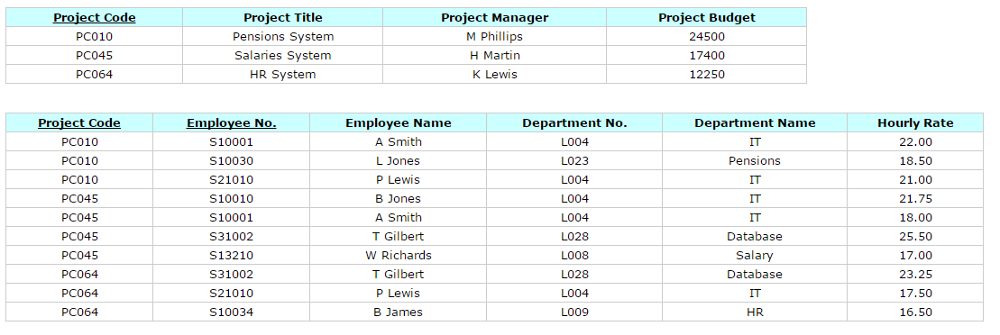 Project Code Project Title Project Manager Project Budget
PC010 Pensions System M Phillips 24500
PC045 Salaries System H Martin 17400
PC064 HR System K Lewis 12250
Project Code Employee No. Employee Name Department No. Department Name Hourly Rate
PC010 S10001 A Smith L004 IT 22.00
PC010 S10030 L Jones L023 Pensions 18.50
PC010 S21010 P Lewis L004 IT 21.00
PC045 S10010 B Jones L004 IT 21.75
PC045 S10001 A Smith L004 IT 18.00
PC045 S31002 T Gilbert L028 Database 25.50
PC045 S13210 W Richards L008 Salary 17.00
PC064 S31002 T Gilbert L028 Database 23.25
PC064 S21010 P Lewis L004 IT 17.50
PC064 S10034 B James L009 HR 16.50